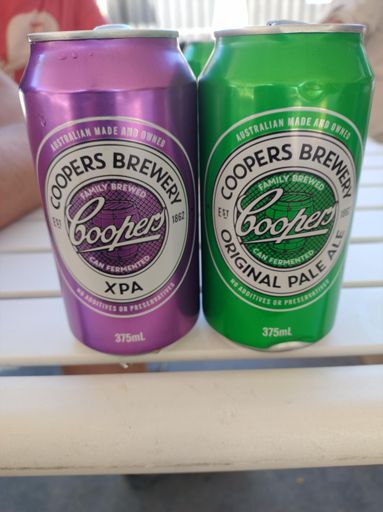 AUSTRALIAN MADE AND OWNED
COOPERS BREWERY
FAMILY BREWED
EST 1862
Coopers
CAN FERMENTED
XPA
NO ADDITIVES OR PRESERVATIVES
375mL
AUSTRALIAN MADE AND OWNED
COOPERS BREWERY
FAMILY BREWED
EST 1862
Coopers
CAN FERMENTED
ORIGINAL PALE ALE
NO ADDITIVES OR PRESERVATIVES
375mL